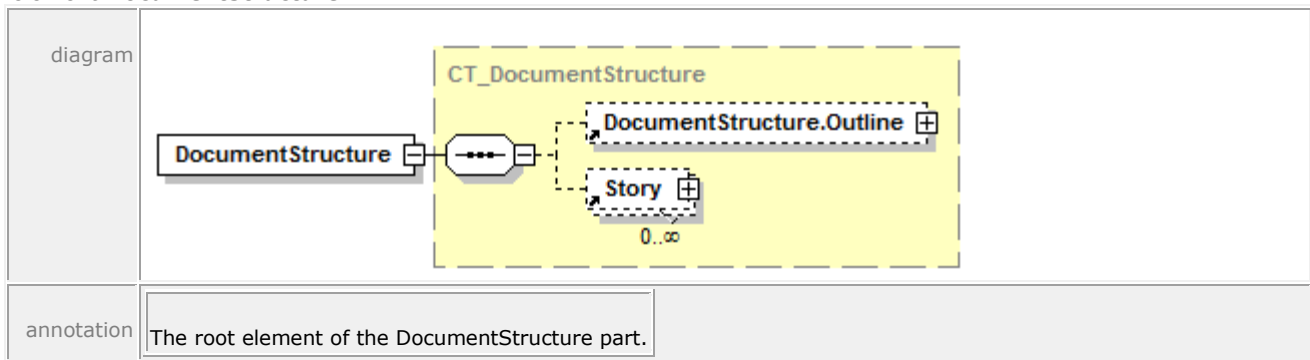 diagram
CT_DocumentStructure
DocumentStructure.Outline
DocumentStructure
Story
0..∞
annotation
The root element of the DocumentStructure part.